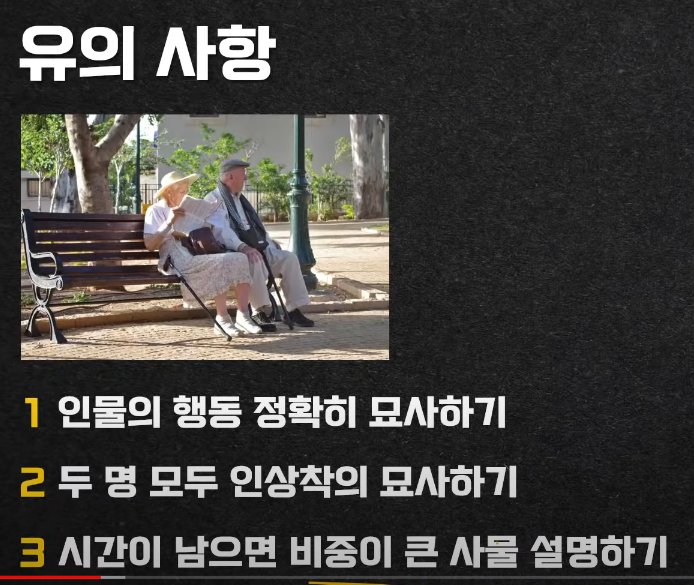 유의 사항
1 인물의 행동 정확히 묘사하기
2 두 명 모두 인상착의 묘사하기
3 시간이 남으면 비중이 큰 사물 설명하기